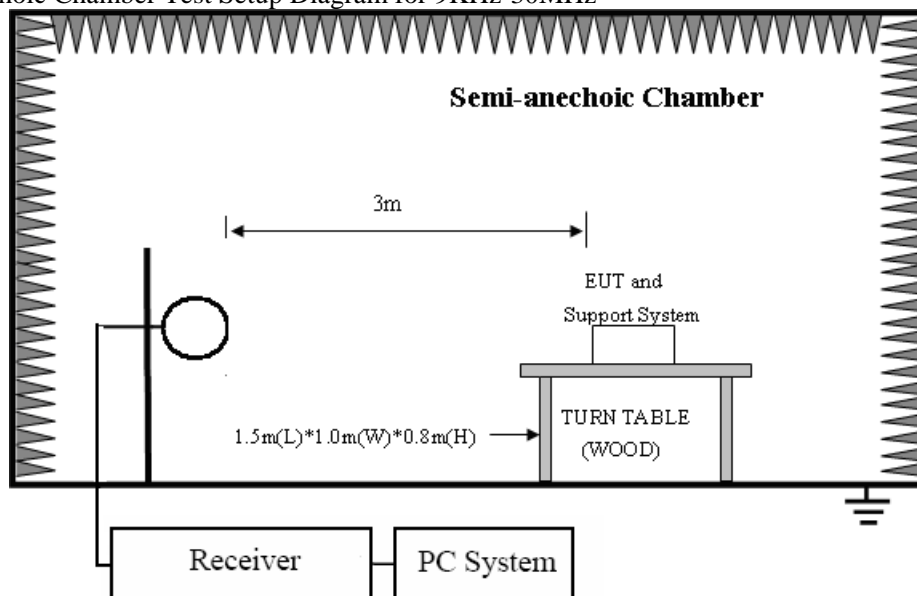 Chamber Test Setup Diagram for 9KHz-30MHz
Semi-anechoic Chamber
3m
EUT and
Support System
1.5m(L)*1.0m(W)*0.8m(H)
TURN TABLE
(WOOD)
Receiver
PC System